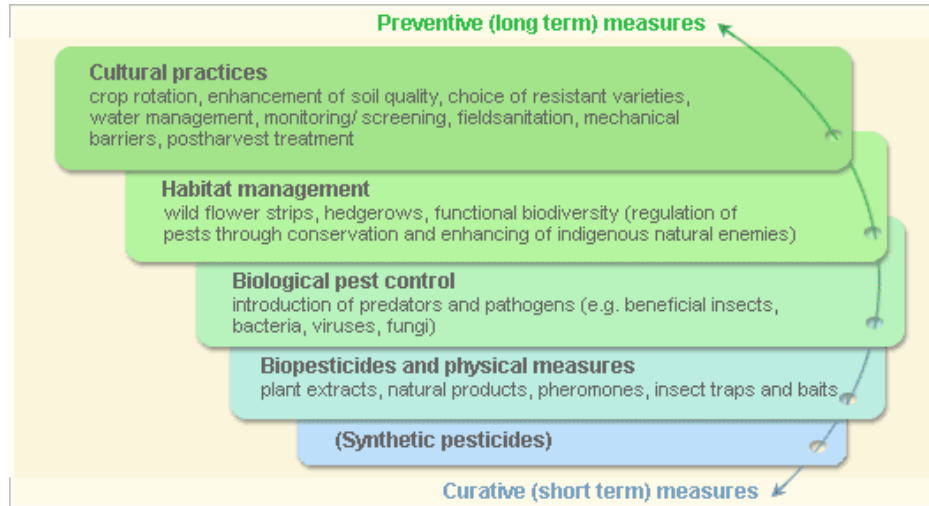 Preventive (long term) measures
Cultural practices
crop rotation, enhancement of soil quality, choice of resistant varieties,
water management, monitoring/ screening, fieldsanitation, mechanical
barriers, postharvest treatment
Habitat management
wild flower strips, hedgerows, functional biodiversity (regulation of
pests through conservation and enhancing of indigenous natural enemies)
Biological pest control
introduction of predators and pathogens (e.g. beneficial insects,
bacteria, viruses, fungi)
Biopesticides and physical measures
plant extracts, natural products, pheromones, insect traps and baits
(Synthetic pesticides)
Curative (short term) measures